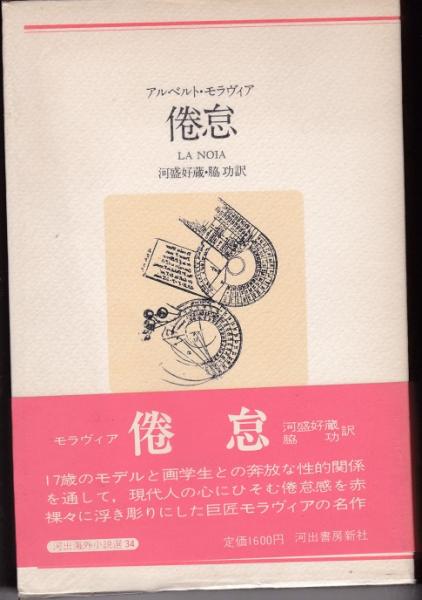 アルベルト・モラヴィア
倦怠
LA NOIA
河盛好蔵・脇 功訳
モラヴィア 倦 怠 河盛好蔵 脇 功 訳
17歳のモデルと画学生との奔放な性的関係
を通して，現代人の心にひそむ倦怠感を赤
裸々に浮き彫りにした巨匠モラヴィアの名作
河出海外小説選 34
定価1600円 河出書房新社